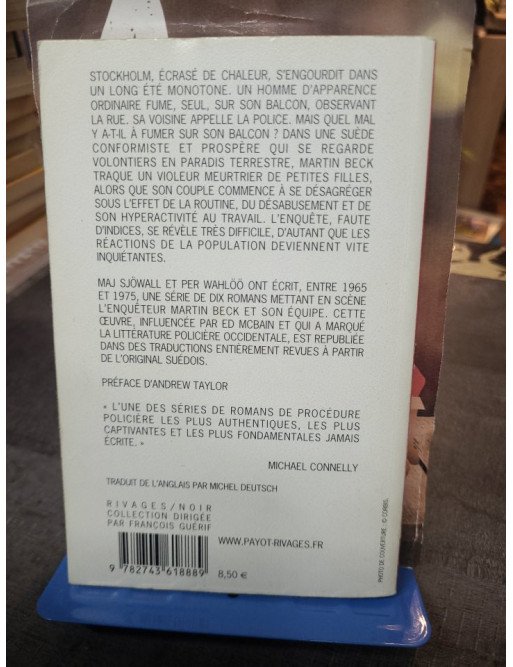 STOCKHOLM, ÉCRASÉ DE CHALEUR, S'ENGOURDIT DANS
UN LONG ÉTÉ MONOTONE. UN HOMME D'APPARENCE
ORDINAIRE FUME, SEUL, SUR SON BALCON, OBSERVANT
LA RUE. SA VOISINE APPELLE LA POLICE. MAIS QUEL MAL
Y A-T-IL À FUMER SUR SON BALCON ? DANS UNE SUÈDE
CONFORMISTE ET PROSPÈRE QUI SE REGARDE
VOLONTIERS EN PARADIS TERRESTRE, MARTIN BECK
TRAQUE UN VIOLEUR MEURTRIER DE PETITES FILLES,
ALORS QUE SON COUPLE COMMENCE À SE DÉSAGRÉGER
SOUS L'EFFET DE LA ROUTINE, DU DÉSABUSEMENT ET DE
SON HYPERACTIVITÉ AU TRAVAIL. L'ENQUÊTE, FAUTE
D'INDICES, SE RÉVÈLE TRÈS DIFFICILE, D'AUTANT QUE LES
RÉACTIONS DE LA POPULATION DEVIENNENT VITE
INQUIÉTANTES.
MAJ SJÖWALL ET PER WAHLÖÖ ONT ÉCRIT, ENTRE 1965
ET 1975, UNE SÉRIE DE DIX ROMANS METTANT EN SCÈNE
L'ENQUÊTEUR MARTIN BECK ET SON ÉQUIPE. CETTE
ŒUVRE, INFLUENCÉE PAR ED MCBAIN ET QUI A MARQUÉ
LA LITTÉRATURE POLICIÈRE OCCIDENTALE, EST REPUBLIÉE
DANS DES TRADUCTIONS ENTIÈREMENT REVUES À PARTIR
DE L'ORIGINAL SUÉDOIS.
PRÉFACE D'ANDREW TAYLOR
« L'UNE DES SÉRIES DE ROMANS DE PROCÉDURE
POLICIÈRE LES PLUS AUTHENTIQUES, LES PLUS
CAPTIVANTES ET LES PLUS FONDAMENTALES JAMAIS
ÉCRITE. »
MICHAEL CONNELLY
TRADUIT DE L'ANGLAIS PAR MICHEL DEUTSCH
RIVAGES/NOIR
COLLECTION DIRIGÉE
PAR FRANÇOIS GUÉRIF
WWW.PAYOT-RIVAGES.FR
9 782743 618889
8,50 €
PHOTO DE COUVERTURE : © CORBIS